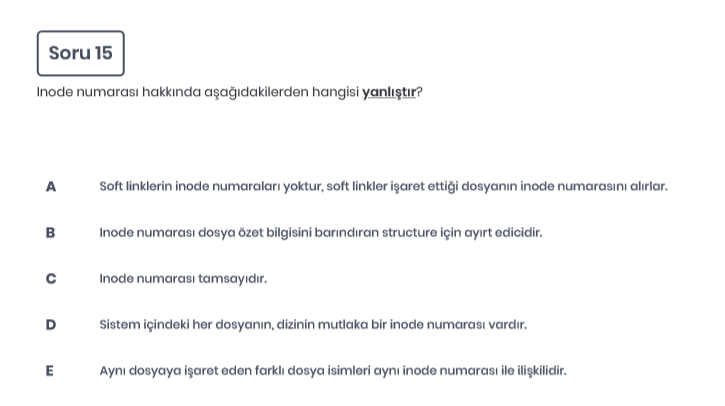 Soru 15
Inode numarası hakkında aşağıdakilerden hangisi yanlıştır?
A Soft linklerin inode numaraları yoktur, soft linkler işaret ettiği dosyanın inode numarasını alırlar.
B Inode numarası dosya özet bilgisini barındıran structure için ayırt edicidir.
C Inode numarası tamsayıdır.
D Sistem içindeki her dosyanın, dizinin mutlaka bir inode numarası vardır.
E Aynı dosyaya işaret eden farklı dosya isimleri aynı inode numarası ile ilişkilidir.